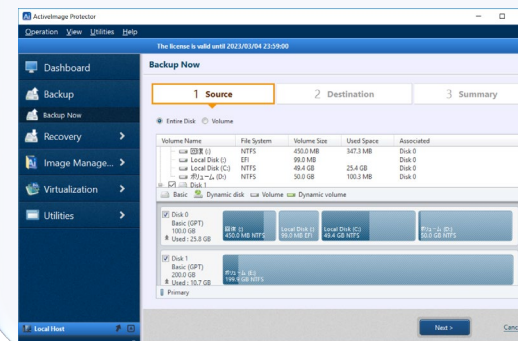 ActiveImage Protector
Operation View Utilities Help
The license is valid until 2023/03/04 23:59:00
Dashboard
Backup
Backup Now
Recovery
Image Manage...
Virtualization
Utilities
Local Host
Backup Now
1 Source
2 Destination
3 Summary
Entire Disk Volume
Volume Name File System Volume Size Used Space Associated
回復 (:) NTFS 450.0 MB 347.3 MB Disk 0
Local Disk (:) EFI 99.0 MB Disk 0
Local Disk (C:) NTFS 49.4 GB 25.4 GB Disk 0
ボリューム (D:) NTFS 50.0 GB 100.3 MB Disk 0
Disk 1
Basic Dynamic disk Volume Dynamic volume
Disk 0
Basic (GPT)
100.0 GB
Used : 25.8 GB
回復 (:)
450.0 MB NTFS
Local Disk (:)
99.0 MB EFI
Local Disk (C:)
49.4 GB NTFS
ボリューム (D:)
50.0 GB NTFS
Disk 1
Basic (GPT)
200.0 GB
Used : 10.7 GB
ボリューム (E:)
199.9 GB NTFS
Primary
Next >
Canc